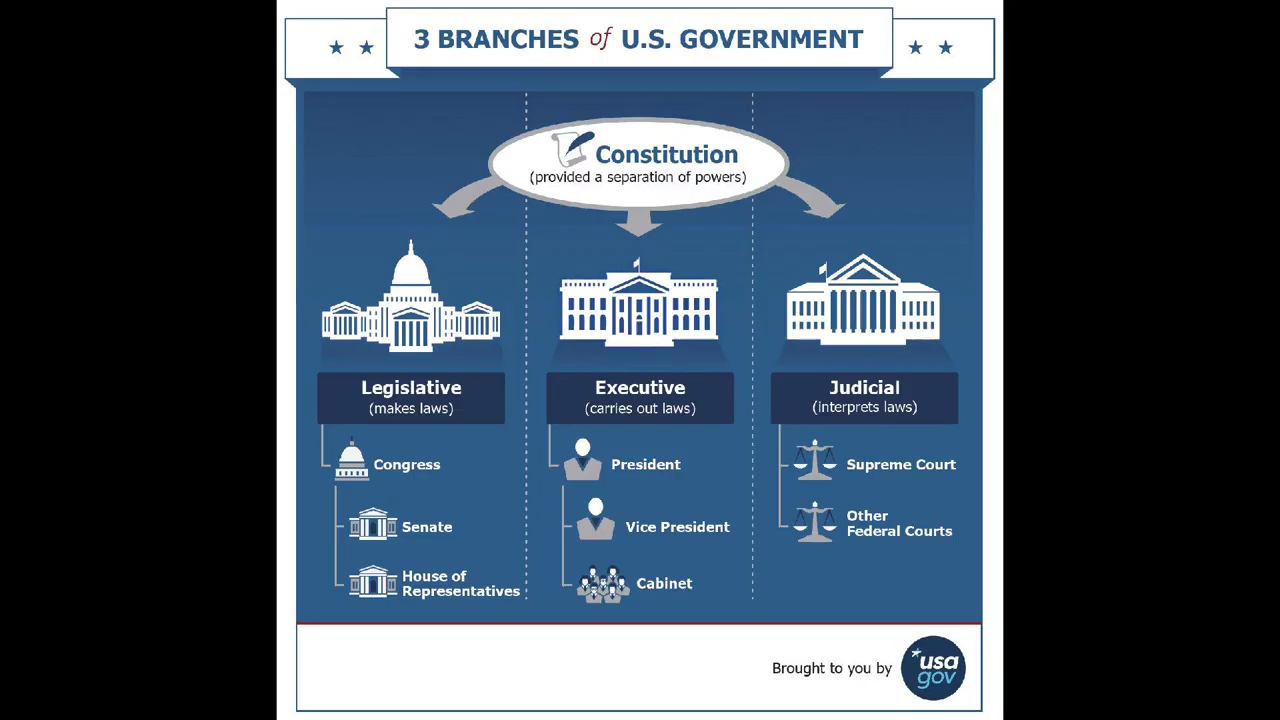 3 BRANCHES of U.S. GOVERNMENT
Constitution
(provided a separation of powers)
Legislative
(makes laws)
Congress
Senate
House of
Representatives
Executive
(carries out laws)
President
Vice President
Cabinet
Judicial
(interprets laws)
Supreme Court
Other
Federal Courts
Brought to you by
usa
gov